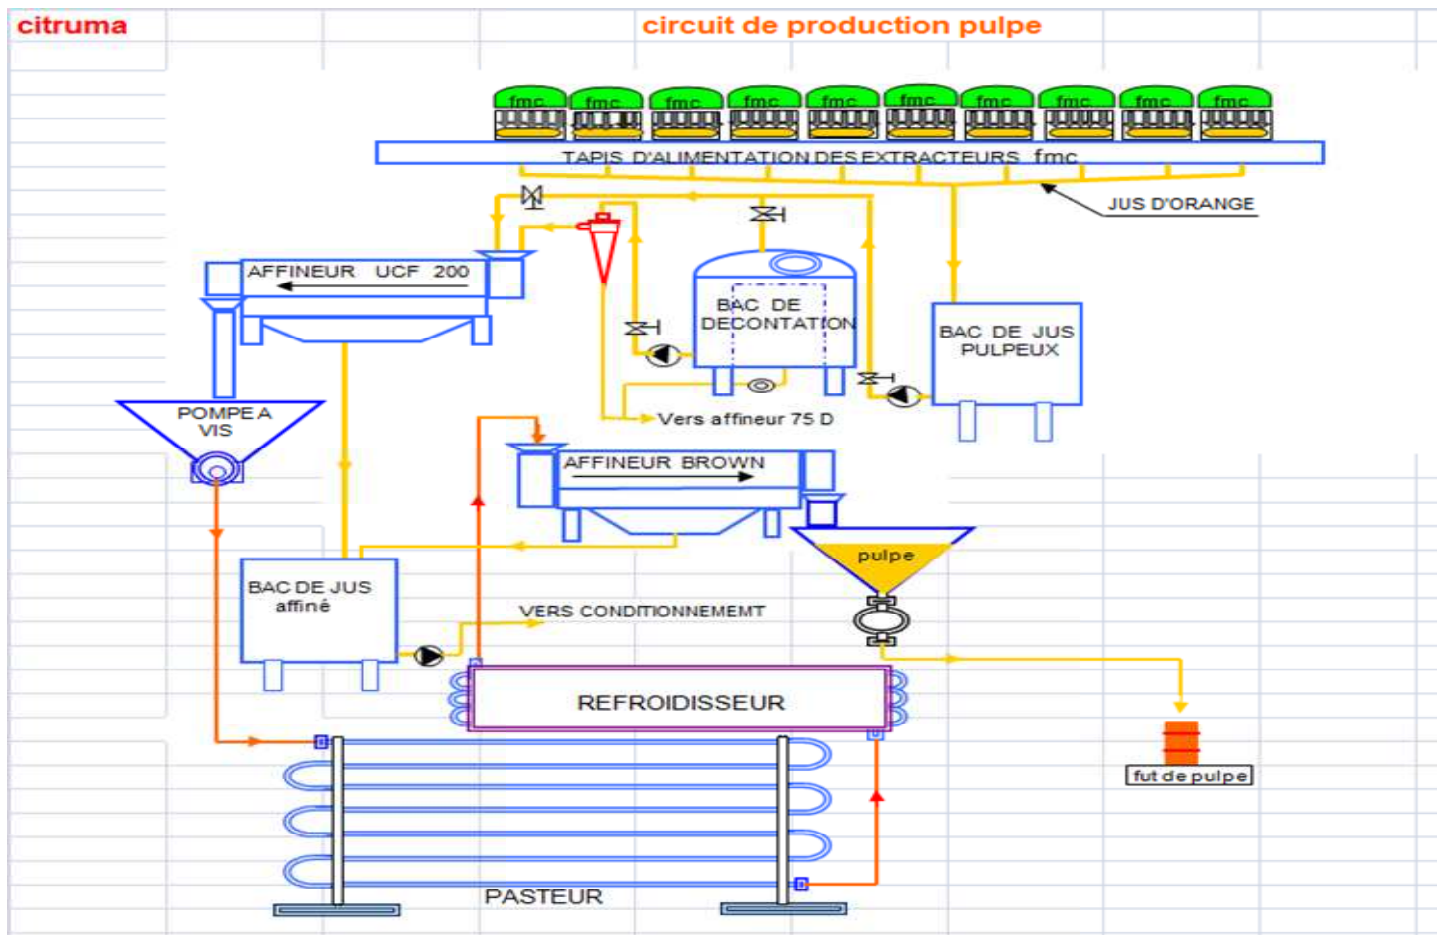 citruma
circuit de production pulpe
fmc fmc fmc fmc fmc fmc fmc fmc fmc fmc
TAPIS D'ALIMENTATION DES EXTRACTEURS fmc
JUS D'ORANGE
AFFINEUR UCF 200
BAC DE
DECONTATION
BAC DE JUS
PULPEUX
POMPE A
VIS
Vers affineur 75 D
AFFINEUR BROWN
pulpe
BAC DE JUS
affiné
VERS CONDITIONNEMEMT
REFROIDISSEUR
fut de pulpe
PASTEUR